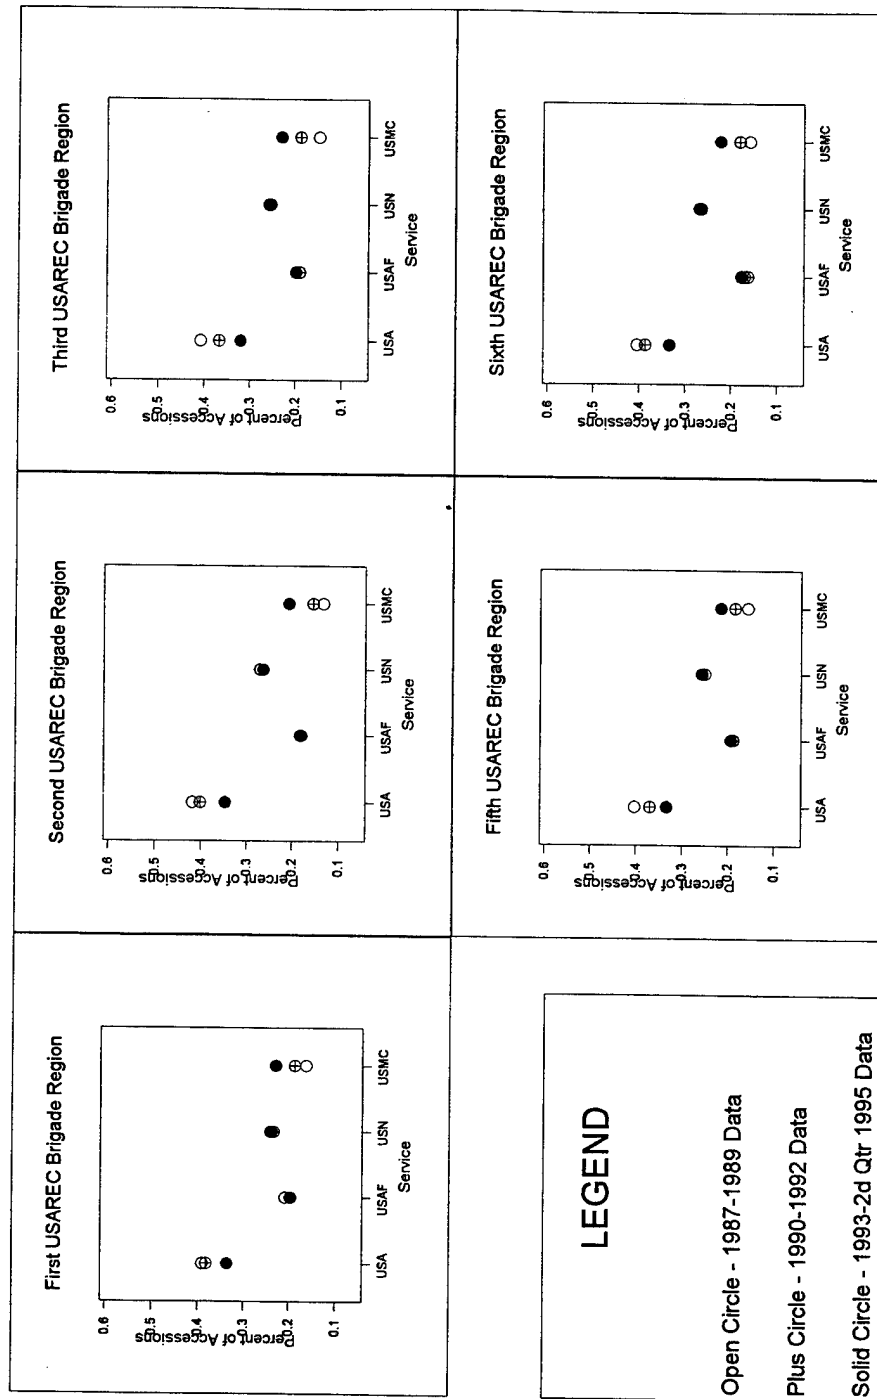 First USAREC Brigade Region
Percent of Accessions
0.6
0.5
0.4
0.3
0.2
0.1
USA USAF USN USMC
Service
Second USAREC Brigade Region
Percent of Accessions
0.6
0.5
0.4
0.3
0.2
0.1
USA USAF USN USMC
Service
Third USAREC Brigade Region
Percent of Accessions
0.6
0.5
0.4
0.3
0.2
0.1
USA USAF USN USMC
Service
LEGEND
Open Circle - 1987-1989 Data
Plus Circle - 1990-1992 Data
Solid Circle - 1993-2d Qtr 1995 Data
Fifth USAREC Brigade Region
Percent of Accessions
0.6
0.5
0.4
0.3
0.2
0.1
USA USAF USN USMC
Service
Sixth USAREC Brigade Region
Percent of Accessions
0.6
0.5
0.4
0.3
0.2
0.1
USA USAF USN USMC
Service